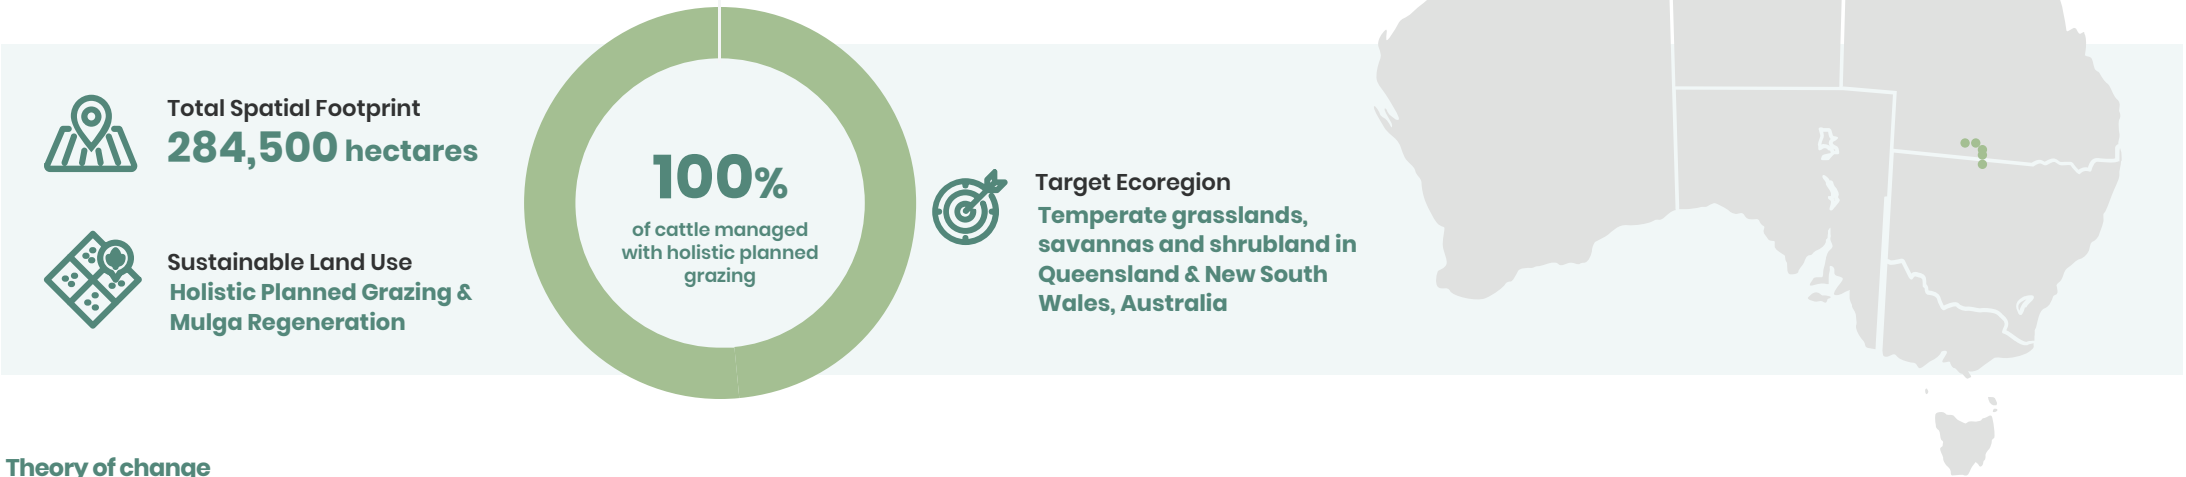 Total Spatial Footprint
284,500 hectares
Sustainable Land Use
Holistic Planned Grazing &
Mulga Regeneration
100%
of cattle managed
with holistic planned
grazing
Target Ecoregion
Temperate grasslands,
savannas and shrubland in
Queensland & New South
Wales, Australia
Theory of change